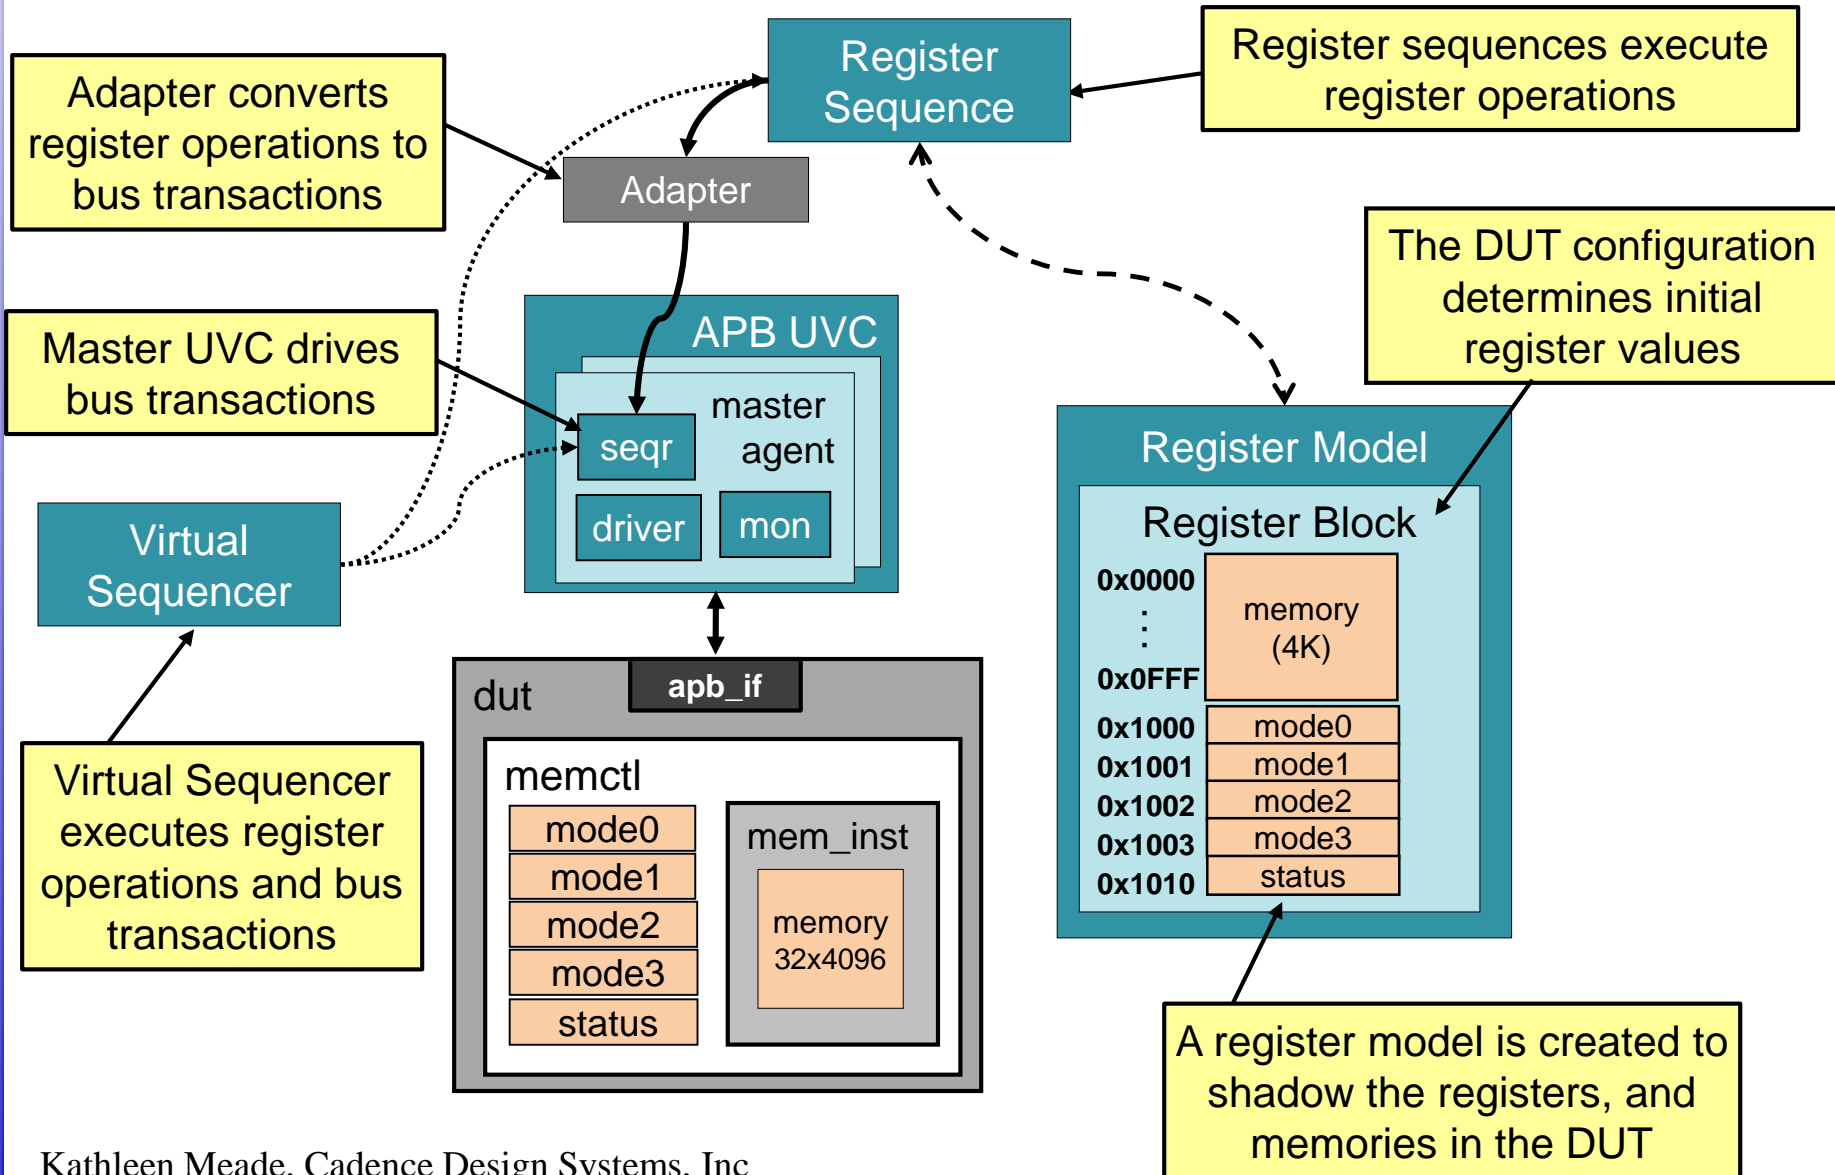 Register
Sequence
Register sequences execute
register operations
Adapter converts
register operations to
bus transactions
Adapter
The DUT configuration
determines initial
register values
Master UVC drives
bus transactions
APB UVC
master
agent
seqr
driver
mon
Virtual
Sequencer
Register Model
Register Block
0x0000
memory
(4K)
0x0FFF
0x1000
mode0
0x1001
mode1
0x1002
mode2
0x1003
mode3
0x1010
status
dut
apb_if
memctl
mode0
mode1
mode2
mode3
status
mem_inst
memory
32x4096
Virtual Sequencer
executes register
operations and bus
transactions
A register model is created to
shadow the registers, and
memories in the DUT
Kathleen Meade, Cadence Design Systems, Inc